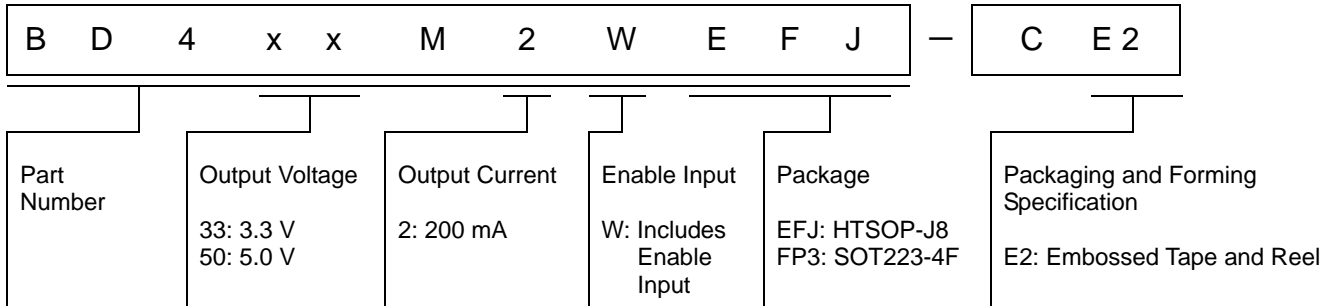 B D 4 x x M 2 W E F J – C E 2
Part
Number
Output Voltage
33: 3.3 V
50: 5.0 V
Output Current
2: 200 mA
Enable Input
W: Includes
Enable
Input
Package
EFJ: HTSOP-J8
FP3: SOT223-4F
Packaging and Forming
Specification
E2: Embossed Tape and Reel